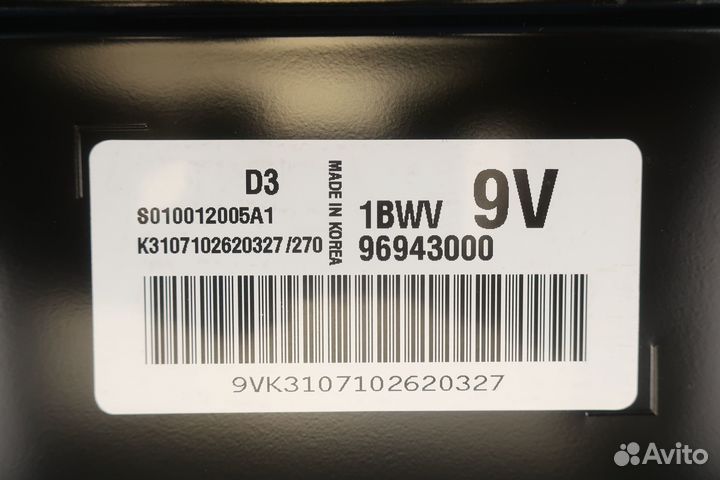 D3
S010012005A1
K3107102620327/270
MADE IN KOREA
1BWV
9V
96943000
9VK3107102620327
Avito